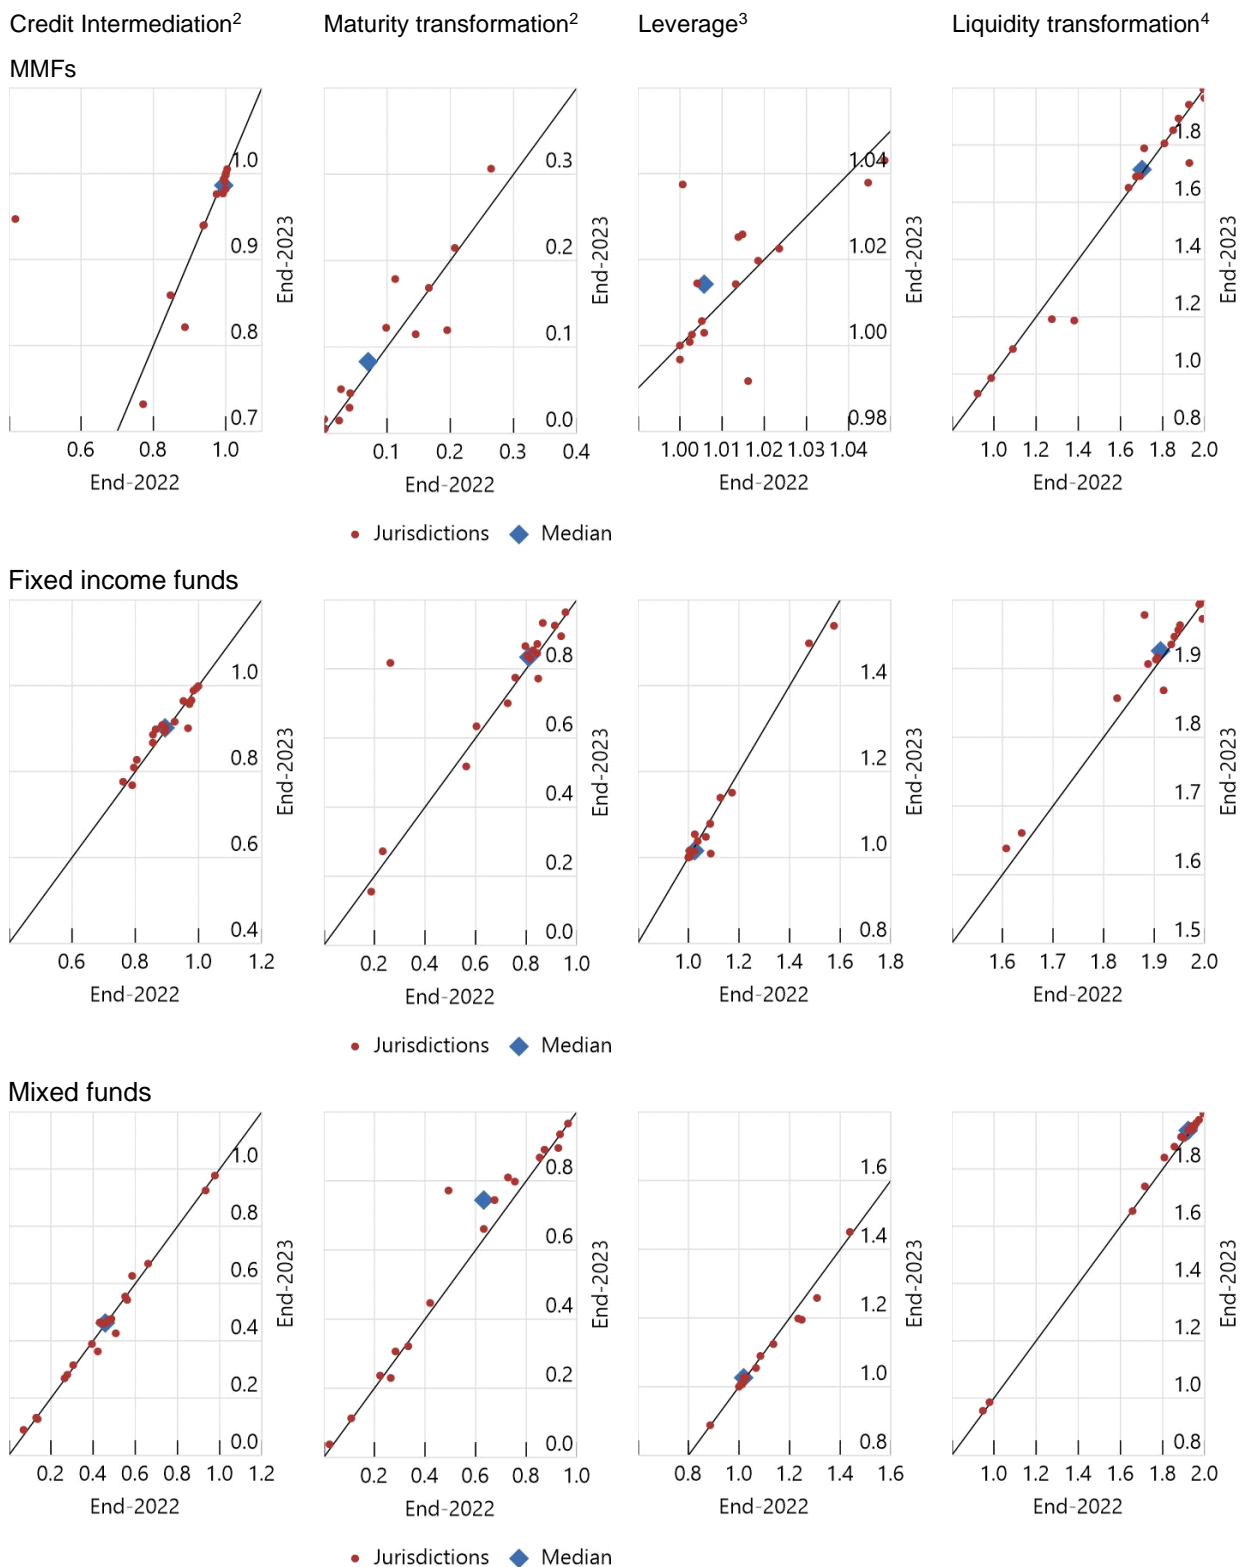 Credit Intermediation² Maturity transformation² Leverage³ Liquidity transformation⁴
MMFs
1.0 0.9 0.8 0.7
End-2023
0.6 0.8 1.0
End-2022
0.3 0.2 0.1 0.0
End-2023
0.1 0.2 0.3 0.4
End-2022
1.04 1.02 1.00 0.98
End-2023
1.00 1.01 1.02 1.03 1.04
End-2022
1.8 1.6 1.4 1.2 1.0 0.8
End-2023
1.0 1.2 1.4 1.6 1.8 2.0
End-2022
Jurisdictions Median
Fixed income funds
1.0 0.8 0.6 0.4
End-2023
0.6 0.8 1.0 1.2
End-2022
0.8 0.6 0.4 0.2 0.0
End-2023
0.2 0.4 0.6 0.8 1.0
End-2022
1.4 1.2 1.0 0.8
End-2023
1.0 1.2 1.4 1.6 1.8
End-2022
1.9 1.8 1.7 1.6 1.5
End-2023
1.6 1.7 1.8 1.9 2.0
End-2022
Jurisdictions Median
Mixed funds
1.0 0.8 0.6 0.4 0.2 0.0
End-2023
0.2 0.4 0.6 0.8 1.0 1.2
End-2022
0.8 0.6 0.4 0.2 0.0
End-2023
0.2 0.4 0.6 0.8 1.0
End-2022
1.6 1.4 1.2 1.0 0.8
End-2023
0.8 1.0 1.2 1.4 1.6
End-2022
1.8 1.6 1.4 1.2 1.0 0.8
End-2023
1.0 1.2 1.4 1.6 1.8 2.0
End-2022
Jurisdictions Median